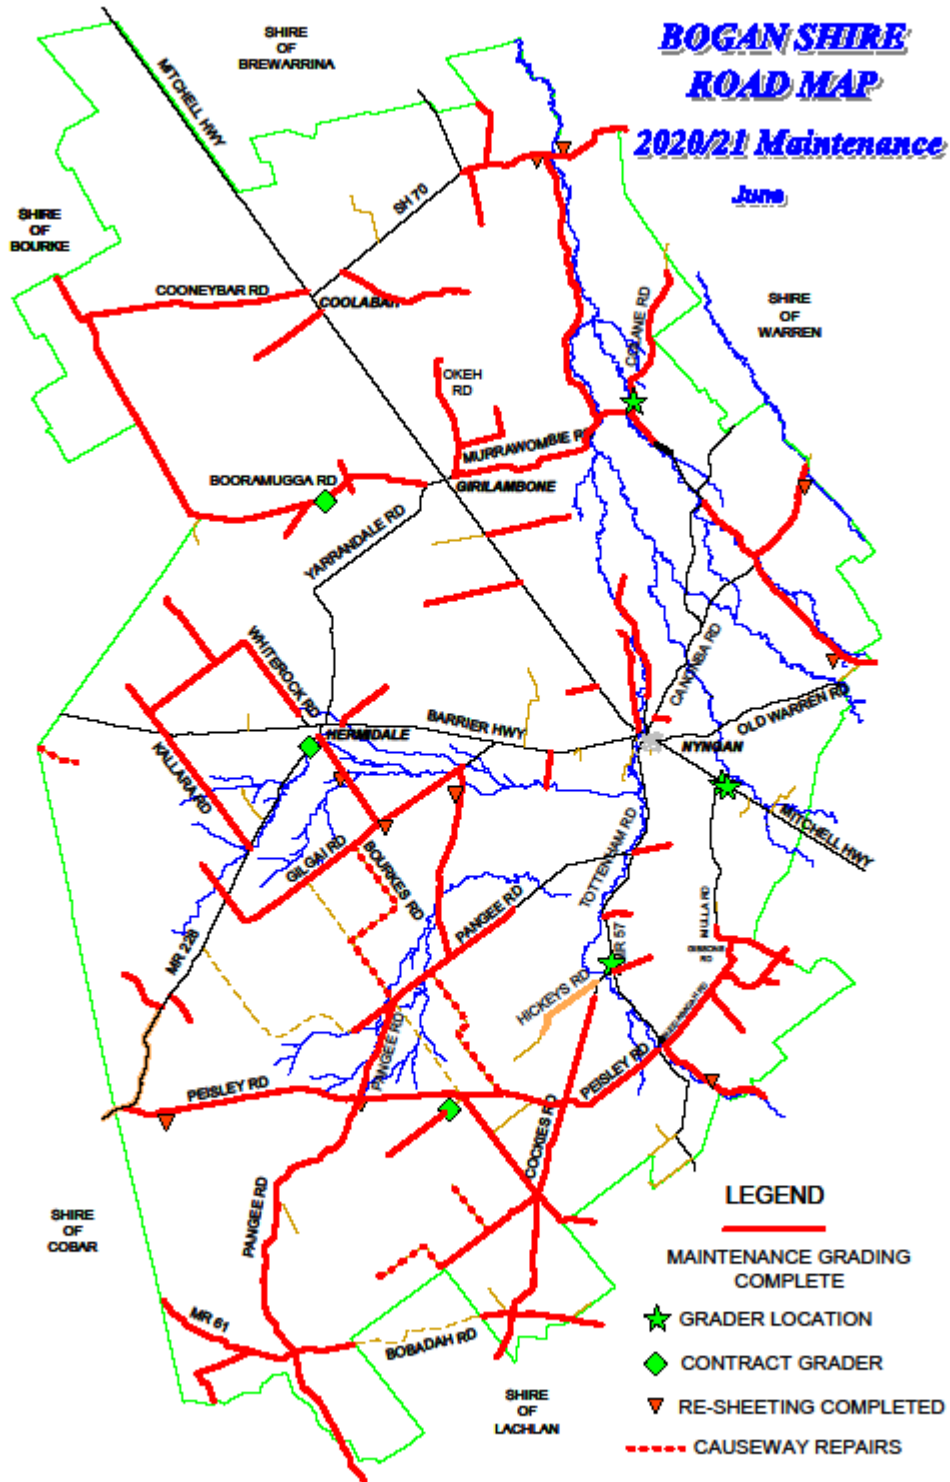 BOGAN SHIRE
ROAD MAP
2020/21 Maintenance
June
SHIRE
OF
BREWARRINA
MITCHELL HWY
SH 70
SHIRE
OF
BOURKE
COONEYBAR RD
COOLABAH
SHIRE
OF
WARREN
COLANE RD
OKEH
RD
MURRAWOMBIE RD
GIRILAMBONE
BOORAMUGGA RD
YARRANDALE RD
WHITEROCK RD
CANONBA RD
OLD WARREN RD
BARRIER HWY
HERMIDALE
NYNGAN
KALLARA RD
MITCHELL HWY
GILGAI RD
BOURKES RD
TOTTENHAM RD
PANGEE RD
MULLA RD
MR 57
GIBSONS
RD
MR 228
HICKEYS RD
PANGEE RD
PEISLEY RD
PEISLEY RD
COCKIES RD
PANGEE RD
SHIRE
OF
COBAR
MR 61
BOBADAH RD
SHIRE
OF
LACHLAN
LEGEND
MAINTENANCE GRADING
COMPLETE
GRADER LOCATION
CONTRACT GRADER
RE-SHEETING COMPLETED
CAUSEWAY REPAIRS